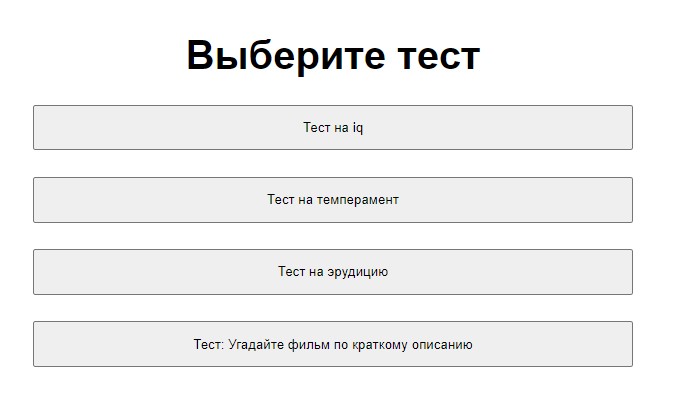 Выберите тест
Тест на iq
Тест на темперамент
Тест на эрудицию
Тест: Угадайте фильм по краткому описанию